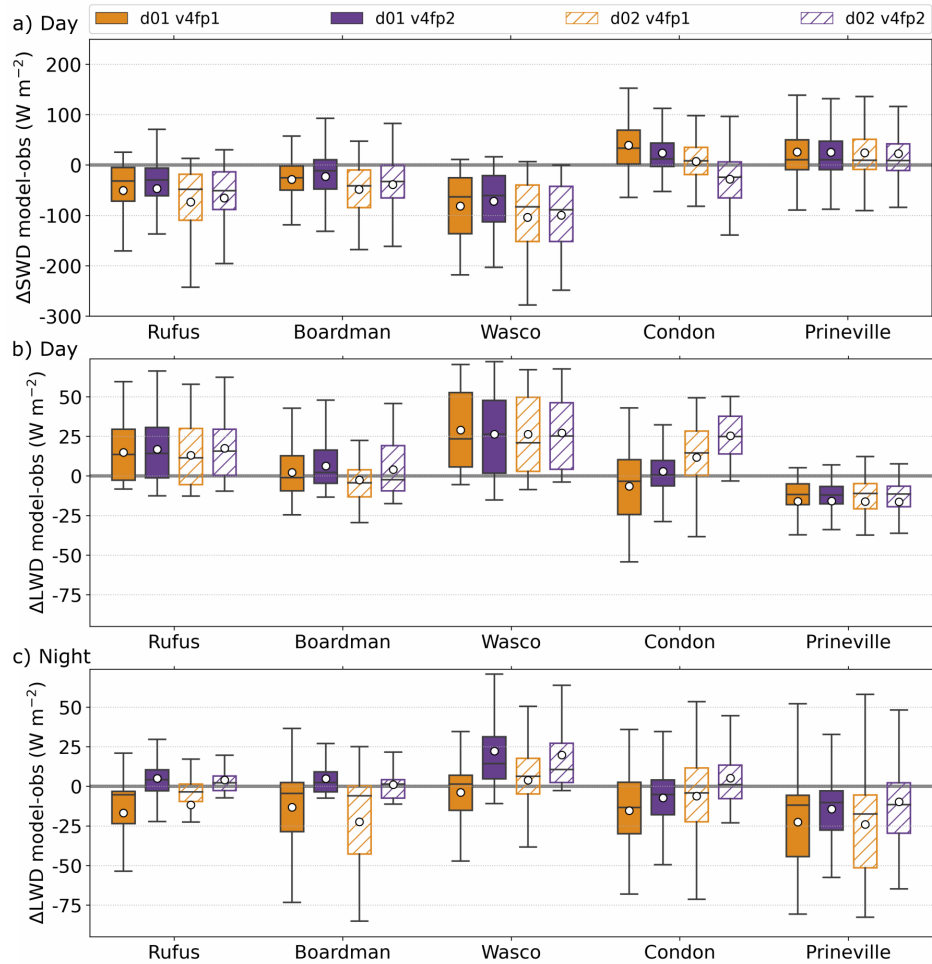 a) Day
d01 v4fp1
d01 v4fp2
d02 v4fp1
d02 v4fp2
ΔSWD model-obs (W m⁻²)
200
100
0
-100
-200
-300
Rufus
Boardman
Wasco
Condon
Prineville
b) Day
ΔLWD model-obs (W m⁻²)
50
25
0
-25
-50
-75
Rufus
Boardman
Wasco
Condon
Prineville
c) Night
ΔLWD model-obs (W m⁻²)
50
25
0
-25
-50
-75
Rufus
Boardman
Wasco
Condon
Prineville